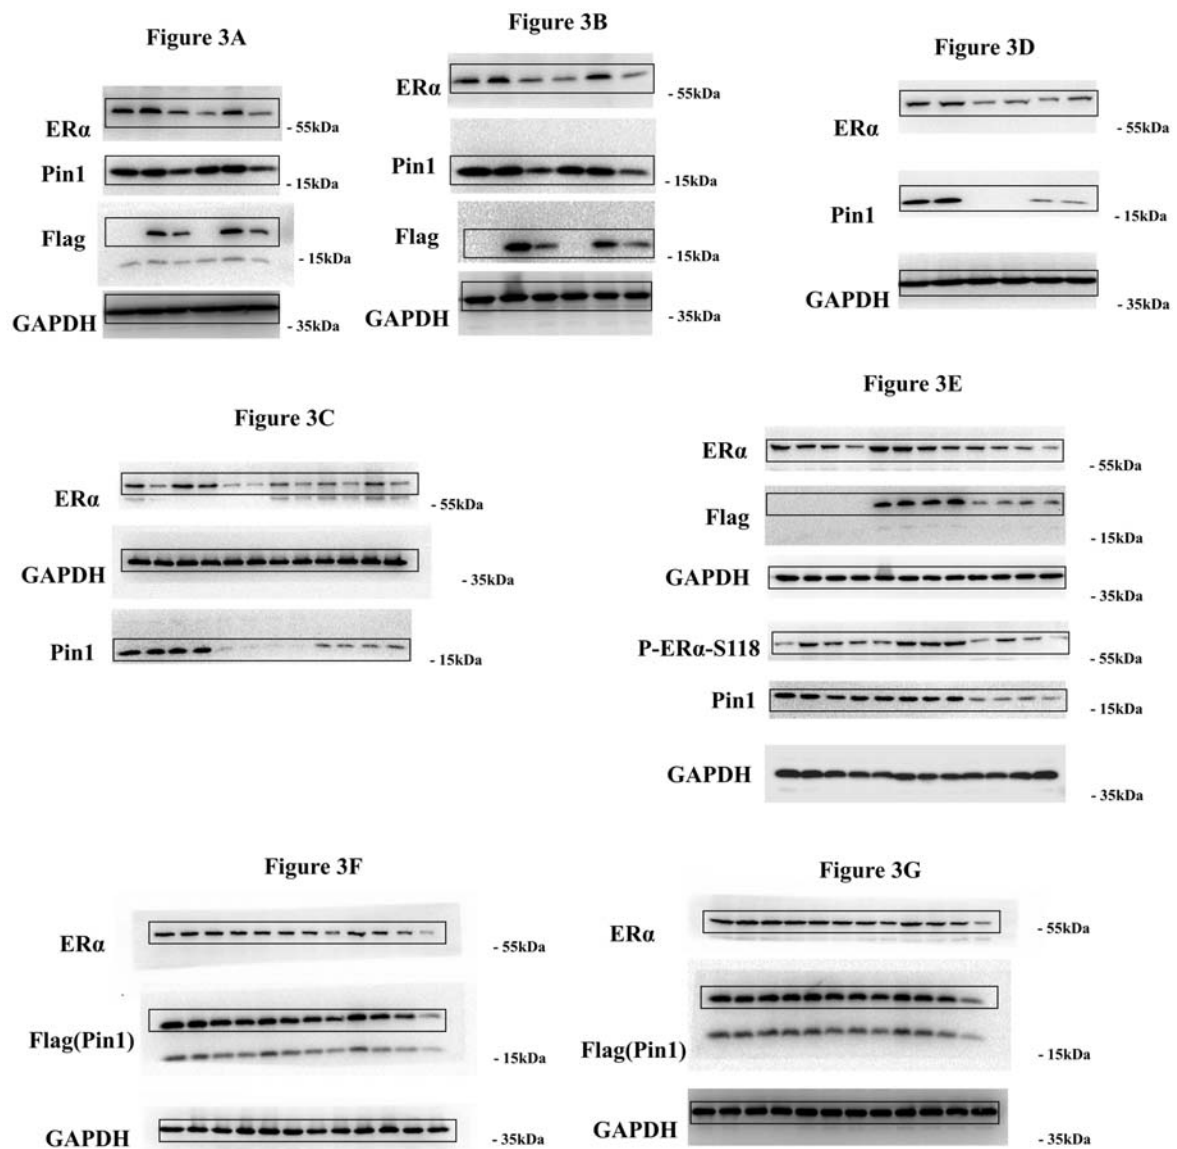 Figure 3A
ERα
- 55kDa
Pin1
- 15kDa
Flag
- 15kDa
GAPDH
- 35kDa
Figure 3B
ERα
- 55kDa
Pin1
- 15kDa
Flag
- 15kDa
GAPDH
- 35kDa
Figure 3D
ERα
- 55kDa
Pin1
- 15kDa
GAPDH
- 35kDa
Figure 3C
ERα
- 55kDa
GAPDH
- 35kDa
Pin1
- 15kDa
Figure 3E
ERα
- 55kDa
Flag
- 15kDa
GAPDH
- 35kDa
P-ERα-S118
- 55kDa
Pin1
- 15kDa
GAPDH
- 35kDa
Figure 3F
ERα
- 55kDa
Flag(Pin1)
- 15kDa
GAPDH
- 35kDa
Figure 3G
ERα
- 55kDa
Flag(Pin1)
- 15kDa
GAPDH
- 35kDa